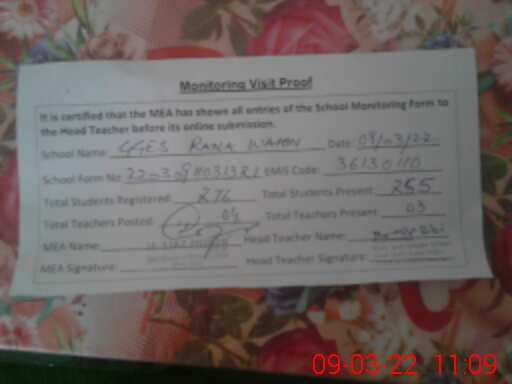 Monitoring Visit Proof
It is certified that the MEA has shown all entries of the School Monitoring Form to
the Head Teacher before its online submission.
School Name: GGES RANA WAHN Date: 09/03/22
School Form No: EMIS Code: 36130110
Total Students Registered: 276 Total Students Present: 255
Total Teachers Posted: 04 Total Teachers Present: 03
MEA Name: Head Teacher Name:
MEA Signature: Head Teacher Signature:
09-03-22 11:09